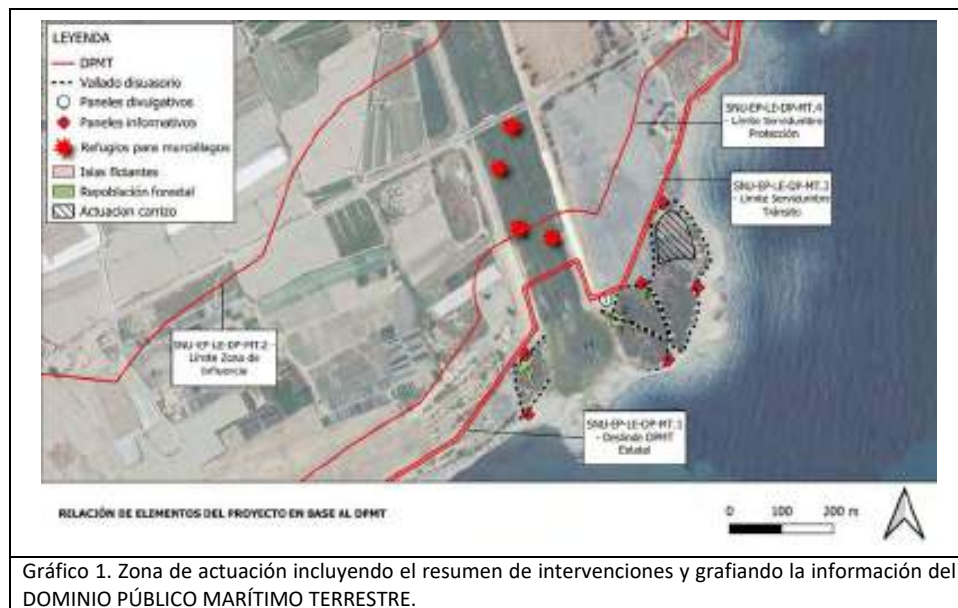 LEYENDA
DPMT
Vallado disuasorio
Paneles divulgativos
Paneles informativos
Refugios para murciélagos
Islas flotantes
Repoblación forestal
Actuacion carrizo
SNU-EP-LE-DP-MT.4
- Límite Servidumbre
Protección
SNU-EP-LE-DP-MT.3
- Límite Servidumbre
Tránsito
SNU-EP-LE-DP-MT.2 -
Límite Zona de
Influencia
SNU-EP-LE-DP-MT.1
- Deslinde DPMT
Estatal
RELACIÓN DE ELEMENTOS DEL PROYECTO EN BASE AL DPMT
0 100 200 m
Gráfico 1. Zona de actuación incluyendo el resumen de intervenciones y grafiando la información del
DOMINIO PÚBLICO MARÍTIMO TERRESTRE.